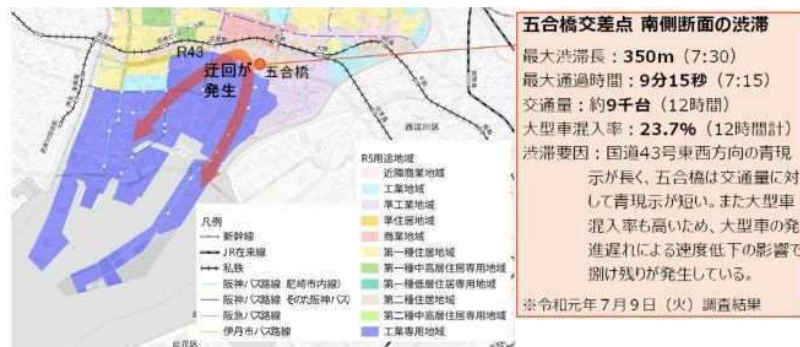 R43
迂回が
発生
五合橋
西淀川区
R5用途地域
近隣商業地域
工業地域
準工業地域
準住居地域
商業地域
第一種住居地域
第一種中高層住居専用地域
第一種低層住居専用地域
第二種住居地域
第二種中高層住居専用地域
工業専用地域
凡例
新幹線
JR在来線
私鉄
阪神バス路線（尼崎市内線）
阪神バス路線（その他阪神バス）
阪急バス路線
伊丹市バス路線
五合橋交差点 南側断面の渋滞
最大渋滞長：350m（7:30）
最大通過時間：9分15秒（7:15）
交通量：約9千台（12時間）
大型車混入率：23.7%（12時間計）
渋滞要因：国道43号東西方向の青現
示が長く、五合橋は交通量に対
して青現示が短い。また大型車
混入率も高いため、大型車の発
進遅れによる速度低下の影響で
捌け残りが発生している。
※令和元年７月９日（火）調査結果